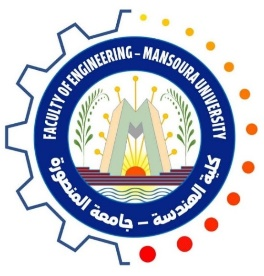 FACULTY OF ENGINEERING – MANSOURA UNIVERSITY
كلية الهندسة – جامعة المنصورة